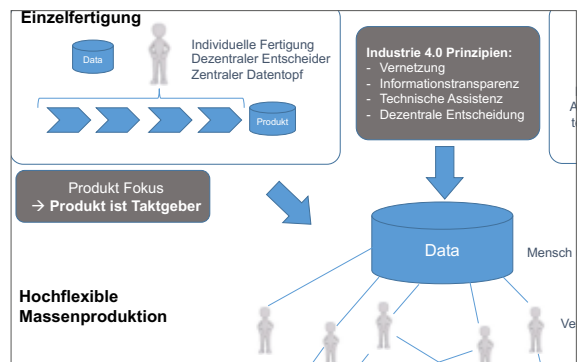 Einzelfertigung
Data
Individuelle Fertigung
Dezentraler Entscheider
Zentraler Datentopf
Produkt
Industrie 4.0 Prinzipien:
- Vernetzung
- Informationstransparenz
- Technische Assistenz
- Dezentrale Entscheidung
Produkt Fokus
→ Produkt ist Taktgeber
Data
Mensch
Hochflexible
Massenproduktion